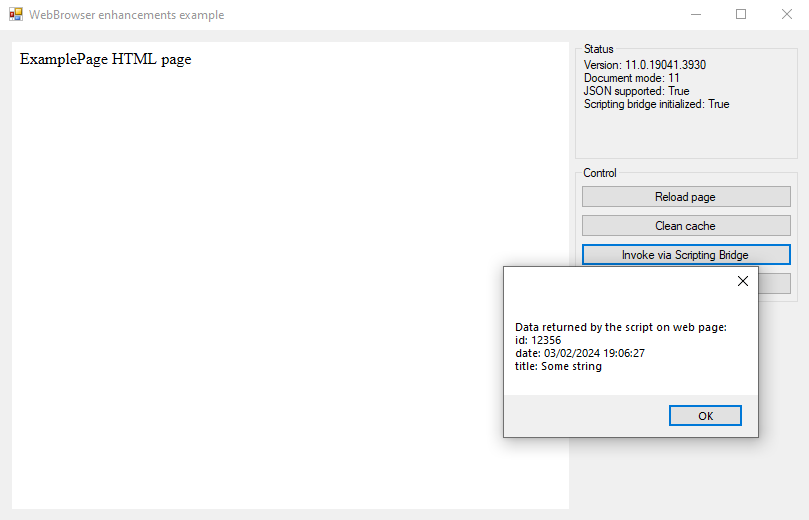 WebBrowser enhancements example
ExamplePage HTML page
Status
Version: 11.0.19041.3930
Document mode: 11
JSON supported: True
Scripting bridge initialized: True
Control
Reload page
Clean cache
Invoke via Scripting Bridge
Data returned by the script on web page:
id: 12356
date: 03/02/2024 19:06:27
title: Some string
OK